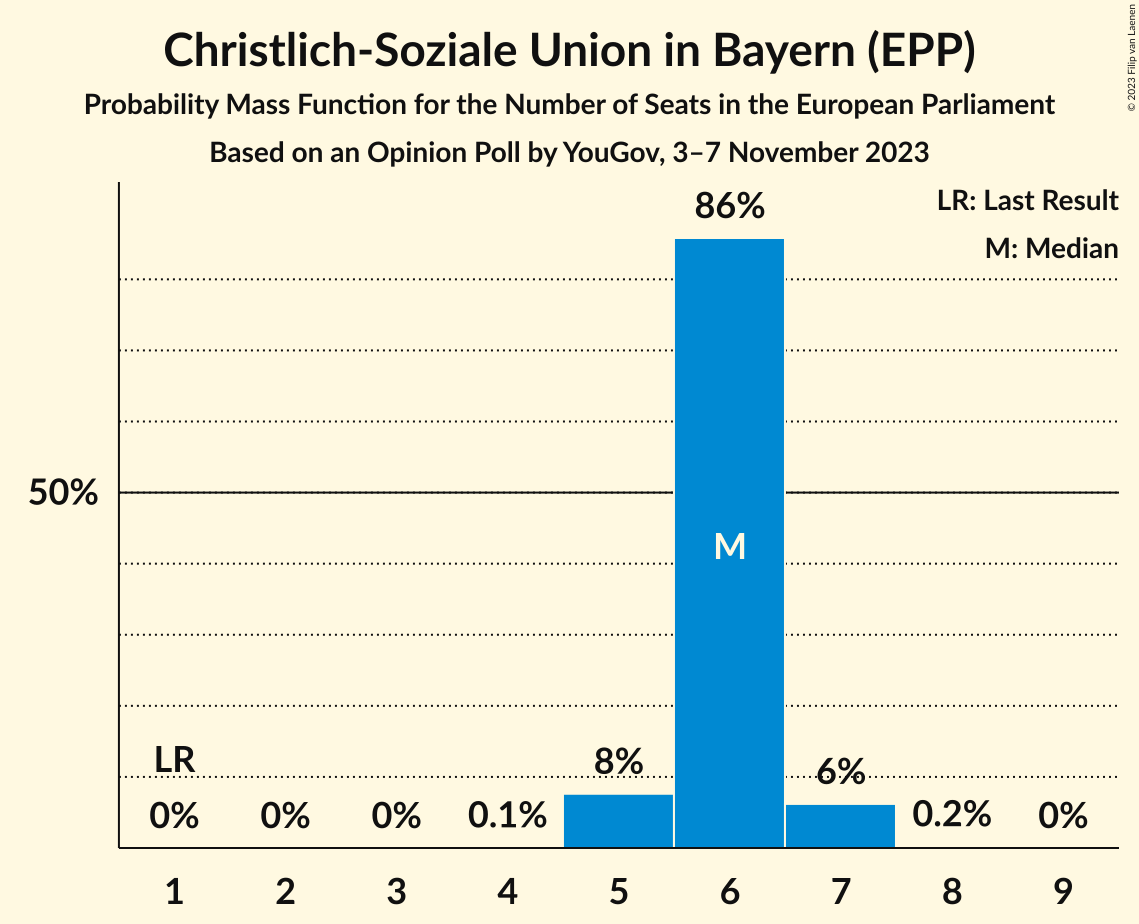 Christlich-Soziale Union in Bayern (EPP)
Probability Mass Function for the Number of Seats in the European Parliament
Based on an Opinion Poll by YouGov, 3–7 November 2023
© 2023 Filip van Laenen
LR: Last Result
M: Median
86%
50%
M
LR
8%
6%
0%
0%
0%
0.1%
0.2%
0%
1 2 3 4 5 6 7 8 9